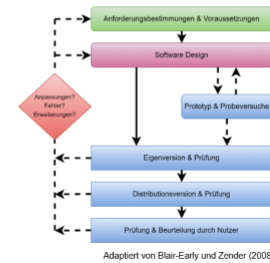 Anforderungsbestimmungen & Voraussetzungen
Software Design
Anpassungen?
Fehler?
Erweiterungen?
Prototyp & Probeversuche
Eigenversion & Prüfung
Distributionsversion & Prüfung
Prüfung & Beurteilung durch Nutzer
Adaptiert von Blair-Early und Zender (2008